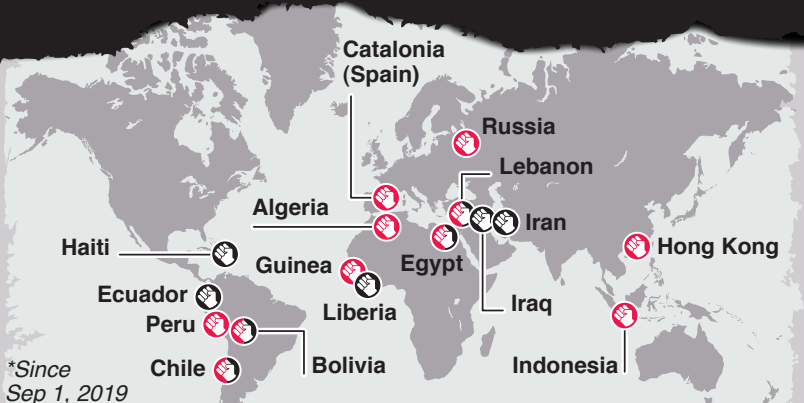 Catalonia
(Spain)
Russia
Lebanon
Algeria
Iran
Haiti
Guinea
Egypt
Hong Kong
Ecuador
Liberia
Iraq
Peru
Chile
Bolivia
Indonesia
*Since
Sep 1, 2019